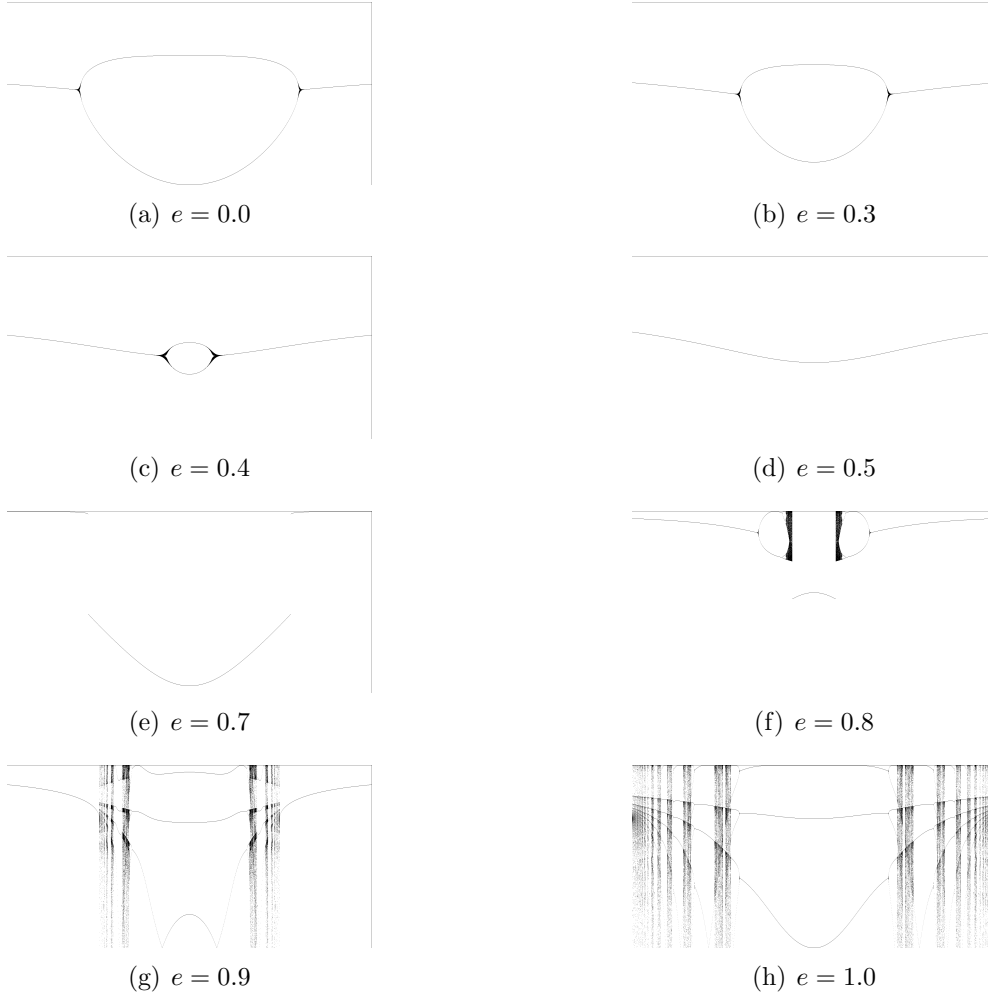 (a) e = 0.0
(b) e = 0.3
(c) e = 0.4
(d) e = 0.5
(e) e = 0.7
(f) e = 0.8
(g) e = 0.9
(h) e = 1.0